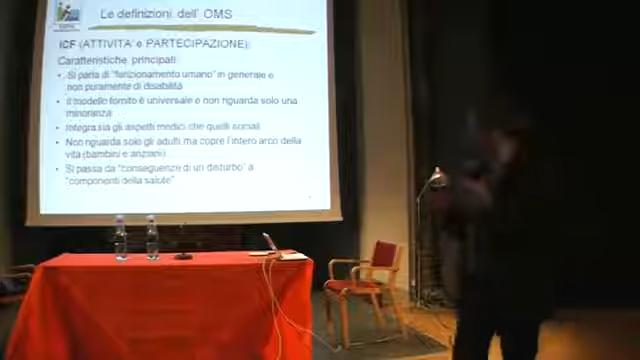 Le definizioni dell' OMS
ICF (ATTIVITA' e PARTECIPAZIONE):
Caratteristiche principali:
• Si parla di "funzionamento umano" in generale e
non puramente di disabilità
• Il modello fornito è universale e non riguarda solo una
minoranza
• Integra sia gli aspetti medici che quelli sociali
• Non riguarda solo gli adulti ma copre l'intero arco della
vita (bambini e anziani)
• Si passa da "conseguenze di un disturbo" a
"componenti della salute"